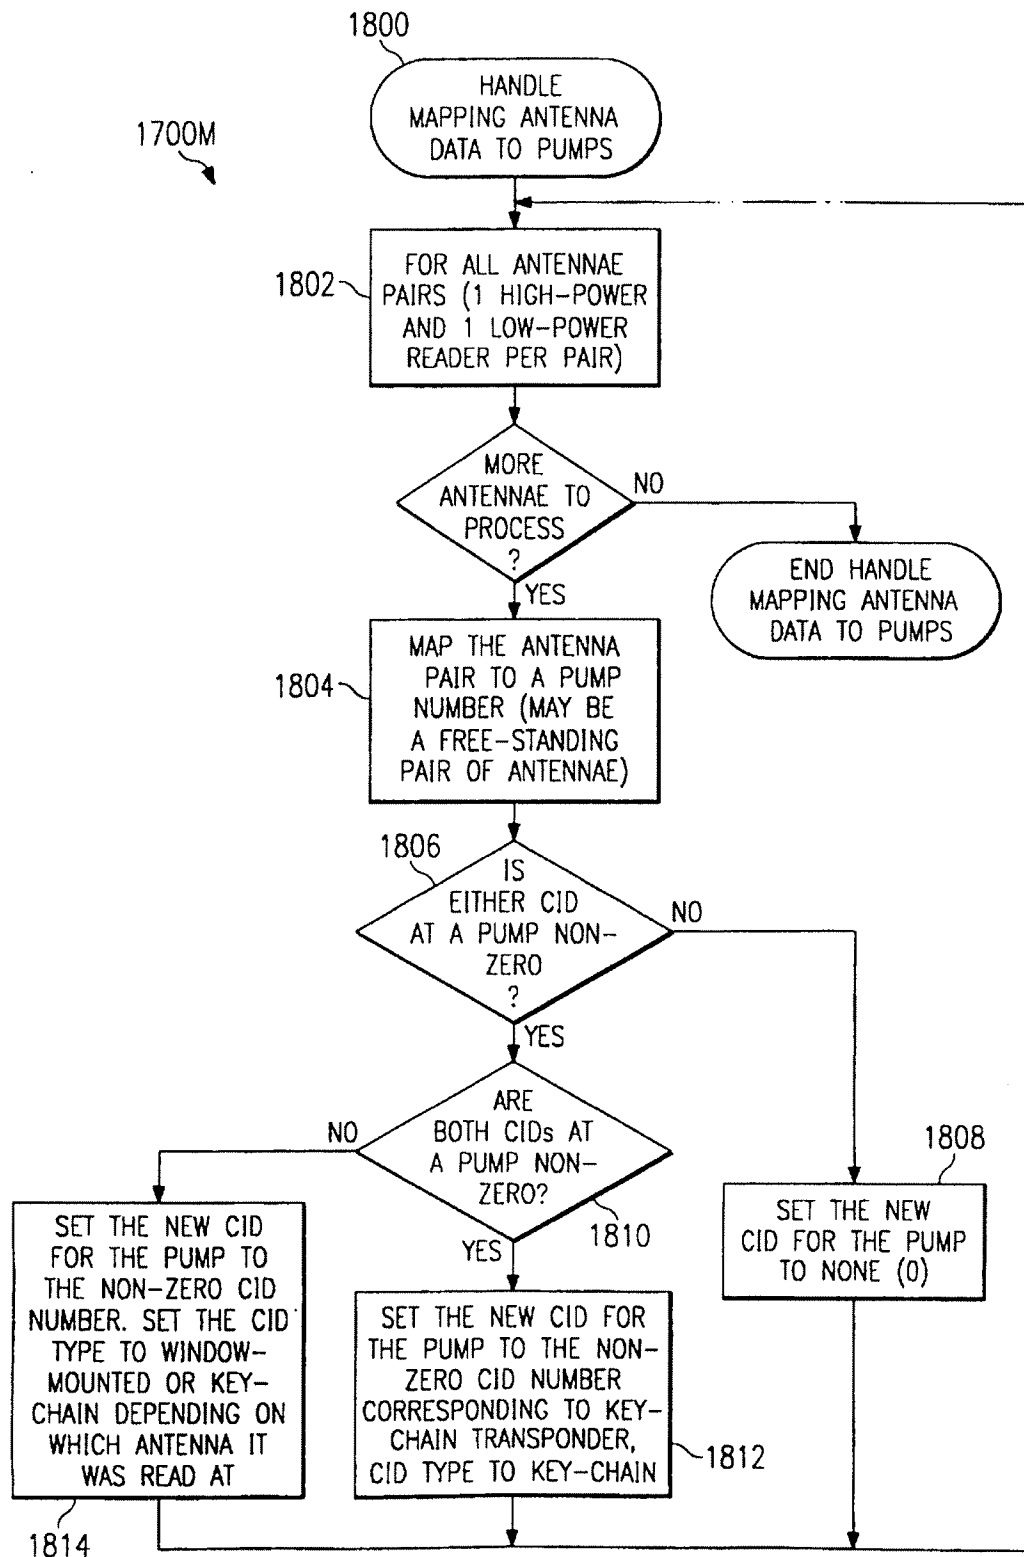 1800
HANDLE
MAPPING ANTENNA
DATA TO PUMPS
1700M
1802
FOR ALL ANTENNAE
PAIRS (1 HIGH-POWER
AND 1 LOW-POWER
READER PER PAIR)
MORE
ANTENNAE TO
PROCESS
?
NO
YES
END HANDLE
MAPPING ANTENNA
DATA TO PUMPS
1804
MAP THE ANTENNA
PAIR TO A PUMP
NUMBER (MAY BE
A FREE-STANDING
PAIR OF ANTENNAE)
1806
IS
EITHER CID
AT A PUMP NON-
ZERO
?
NO
YES
ARE
BOTH CIDs AT
A PUMP NON-
ZERO?
NO
YES
1810
1808
SET THE NEW
CID FOR THE PUMP
TO NONE (0)
SET THE NEW CID
FOR THE PUMP TO
THE NON-ZERO CID
NUMBER. SET THE CID
TYPE TO WINDOW-
MOUNTED OR KEY-
CHAIN DEPENDING ON
WHICH ANTENNA IT
WAS READ AT
1814
SET THE NEW CID FOR
THE PUMP TO THE NON-
ZERO CID NUMBER
CORRESPONDING TO KEY-
CHAIN TRANSPONDER,
CID TYPE TO KEY-CHAIN
1812